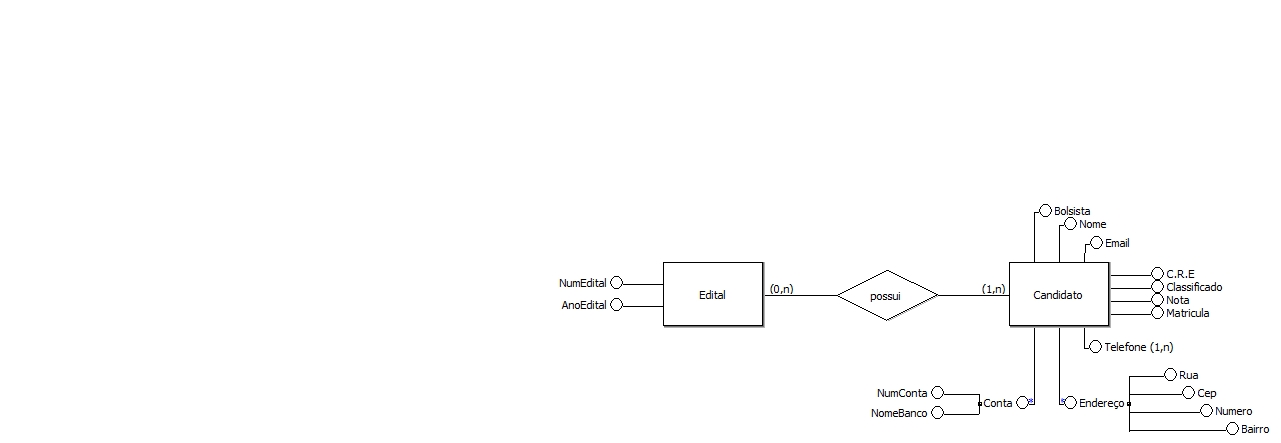 Bolsista
Nome
Email
C.R.E
NumEdital
Edital
(0,n)
possui
(1,n)
Candidato
Classificado
Nota
AnoEdital
Matricula
Telefone (1,n)
Rua
NumConta
Cep
Conta
Endereço
NomeBanco
Numero
Bairro